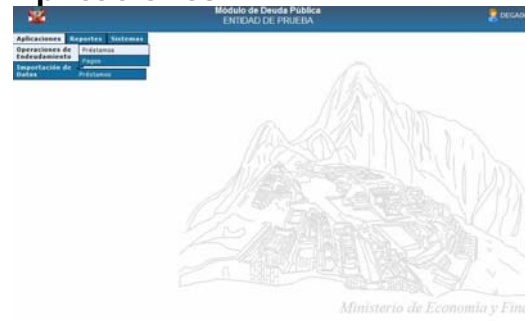 Módulo de Deuda Pública
ENTIDAD DE PRUEBA
DEGAD
Aplicaciones Reportes Sistemas
Operaciones de Endeudamiento
Préstamos
Pagos
Importación de Datos
Préstamos
Ministerio de Economía y Fin